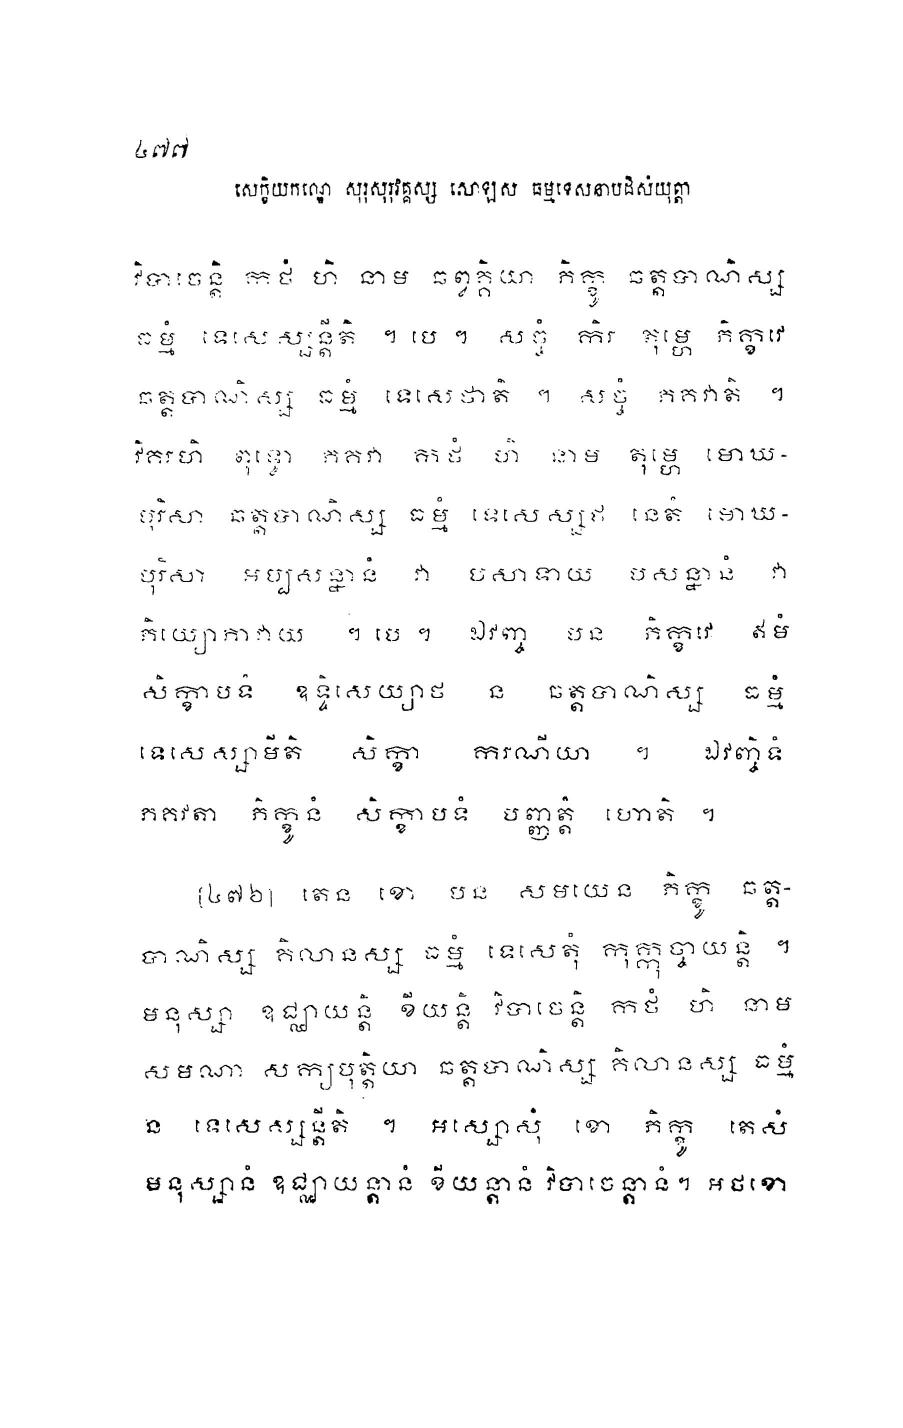 ៤៧៧
សេក្ខិយកណ្ឌេ សុរុសុរុវគ្គស្ស សោឡស ធម្មទេសនាបដិសំយុត្តា
វិបាចេន្តិ កថំ ហិ នាម ឆព្វគ្គិយា ភិក្ខូ ឆត្តបាណិស្ស
ធម្មំ ទេសេស្សន្តីតិ ។ បេ ។ សច្ចំ កិរ តុម្ហេ ភិក្ខវេ
ឆត្តបាណិស្ស ធម្មំ ទេសេថាតិ ។ សច្ចំ ភគវាតិ ។
វិគរហិ ពុទ្ធោ ភគវា កថំ ហិ នាម តុម្ហេ មោឃ-
បុរិសា ឆត្តបាណិស្ស ធម្មំ ទេសេស្សថ នេតំ មោឃ-
បុរិសា អប្បសន្នានំ វា បសាទាយ បសន្នានំ វា
ភិយ្យោភាវាយ ។ បេ ។ ឯវញ្ច បន ភិក្ខវេ ឥមំ
សិក្ខាបទំ ឧទ្ទិសេយ្យាថ ន ឆត្តបាណិស្ស ធម្មំ
ទេសេស្សាមីតិ សិក្ខា ករណីយា ។ ឯវញ្ចិទំ
ភគវតា ភិក្ខូនំ សិក្ខាបទំ បញ្ញត្តំ ហោតិ ។
[៤៧៦] តេន ខោ បន សមយេន ភិក្ខូ ឆត្ត-
បាណិស្ស គិលានស្ស ធម្មំ ទេសេតុំ កុក្កុច្ចាយន្តិ ។
មនុស្សា ឧជ្ឈាយន្តិ ខីយន្តិ វិបាចេន្តិ កថំ ហិ នាម
សមណា សក្យបុត្តិយា ឆត្តបាណិស្ស គិលានស្ស ធម្មំ
ន ទេសេស្សន្តីតិ ។ អស្សោសុំ ខោ ភិក្ខូ តេសំ
មនុស្សានំ ឧជ្ឈាយន្តានំ ខីយន្តានំ វិបាចេន្តានំ។ អថខោ